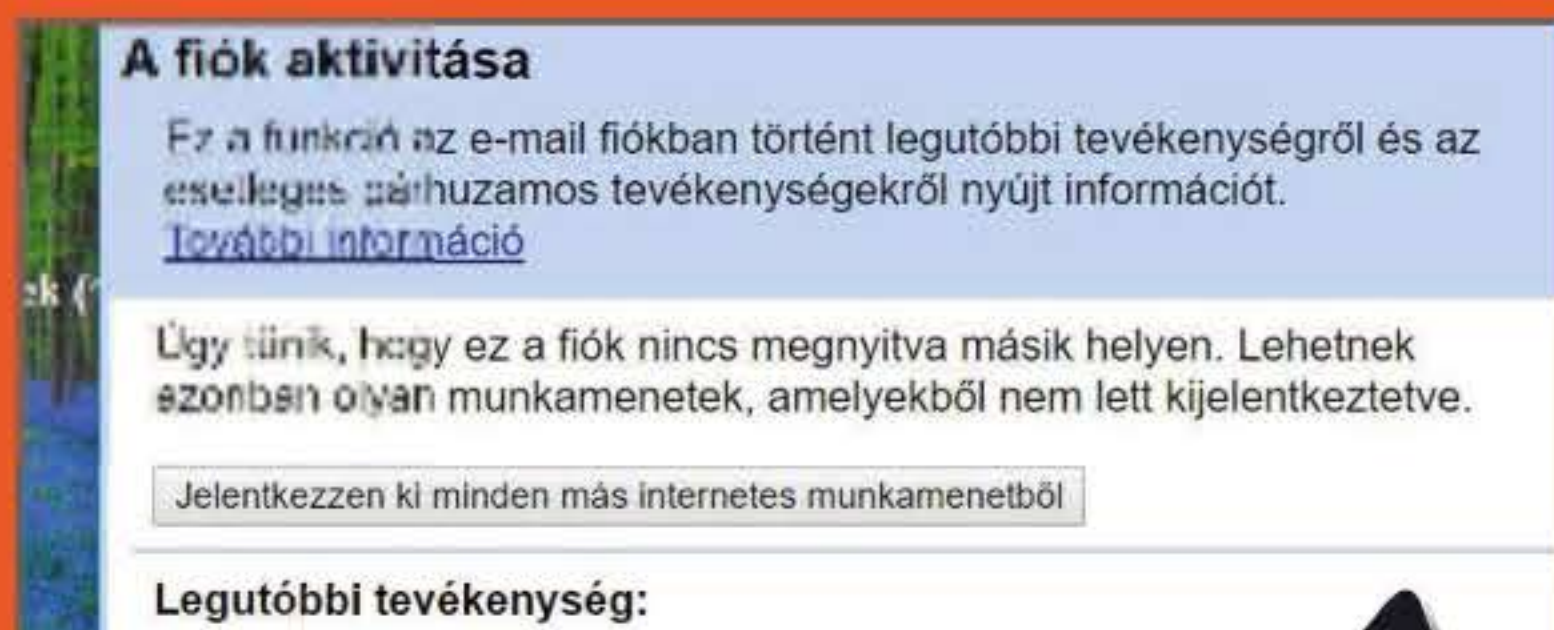 A fiók aktivitása
Ez a funkció az e-mail fiókban történt legutóbbi tevékenységről és az
esetleges párhuzamos tevékenységekről nyújt információt.
További információ
ek (
Úgy tűnik, hogy ez a fiók nincs megnyitva másik helyen. Lehetnek
azonban olyan munkamenetek, amelyekből nem lett kijelentkeztetve.
Jelentkezzen ki minden más internetes munkamenetből
Legutóbbi tevékenység: